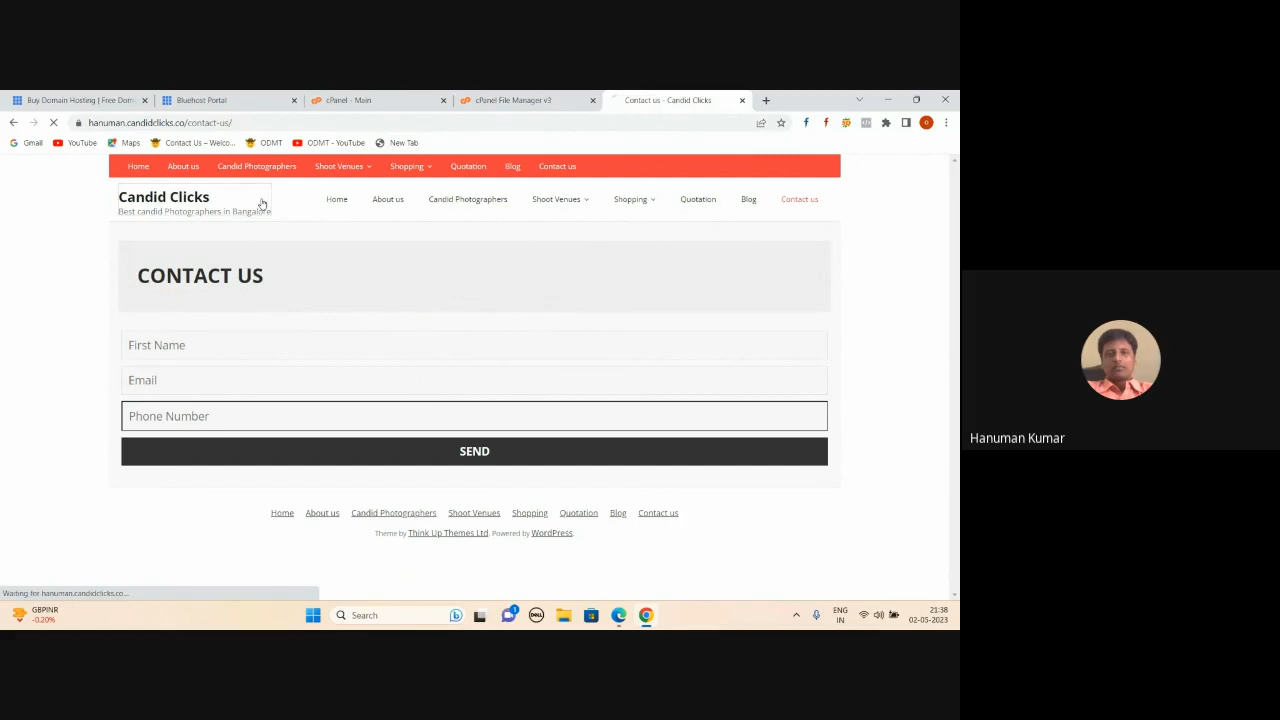 Buy Domain Hosting | Free Dom
Bluehost Portal
cPanel - Main
cPanel File Manager v3
Contact us - Candid Clicks
hanuman.candidclicks.co/contact-us/
Gmail
YouTube
Maps
Contact Us – Welco...
ODMT
ODMT - YouTube
New Tab
Home About us Candid Photographers Shoot Venues Shopping Quotation Blog Contact us
Candid Clicks
Best candid Photographers in Bangalore
Home About us Candid Photographers Shoot Venues Shopping Quotation Blog Contact us
CONTACT US
First Name
Email
Phone Number
SEND
Home About us Candid Photographers Shoot Venues Shopping Quotation Blog Contact us
Theme by Think Up Themes Ltd. Powered by WordPress.
Waiting for hanuman.candidclicks.co...
GBPINR
-0.20%
Search
1
DELL
ENG
IN
21:38
02-05-2023
Hanuman Kumar